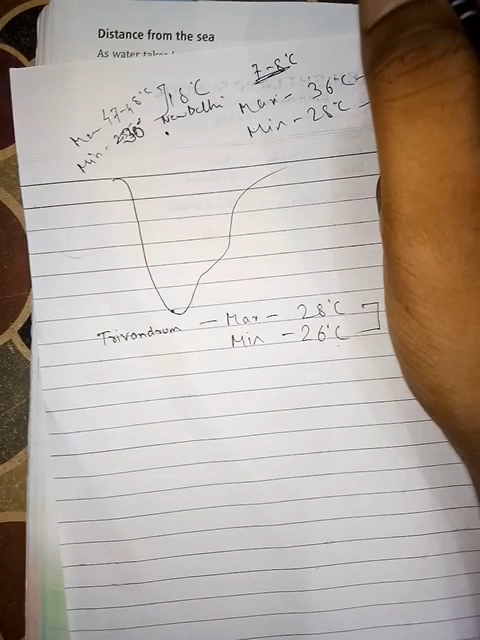 Distance from the sea
As water takes
7-8°C
Max - 47-48°C ] 18°C
Min - 30
New Delhi
Max - 36°C
Min - 28°C
Trivandrum - Max - 28°C
Min - 26°C